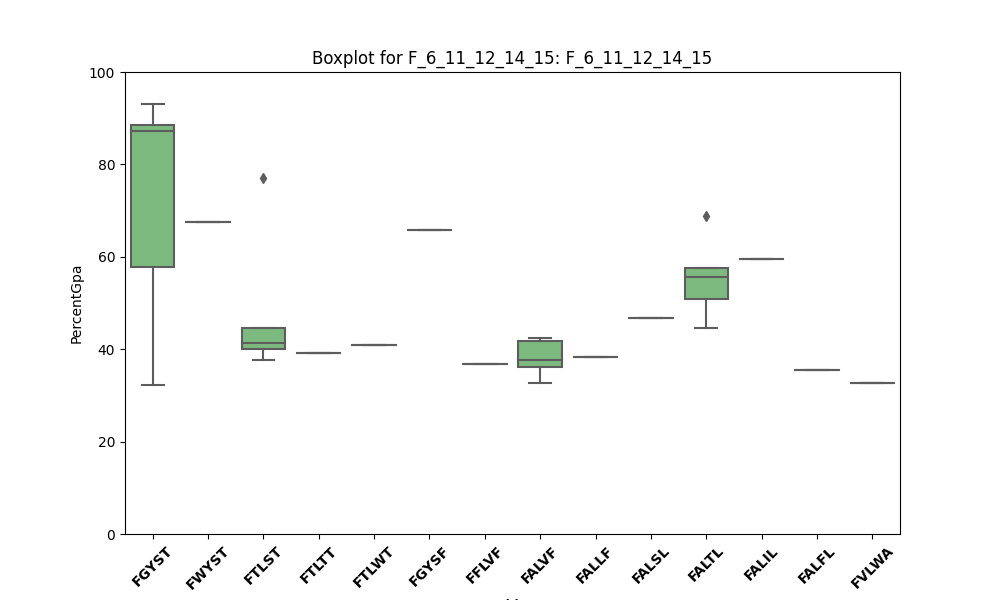 Boxplot for F_6_11_12_14_15: F_6_11_12_14_15
100
80
60
40
20
0
PercentGpa
FGYST FWYST FTLST FTLTT FTLWT FGYSF FFLVF FALVF FALLF FALSL FALTL FALIL FALFL FVLWA